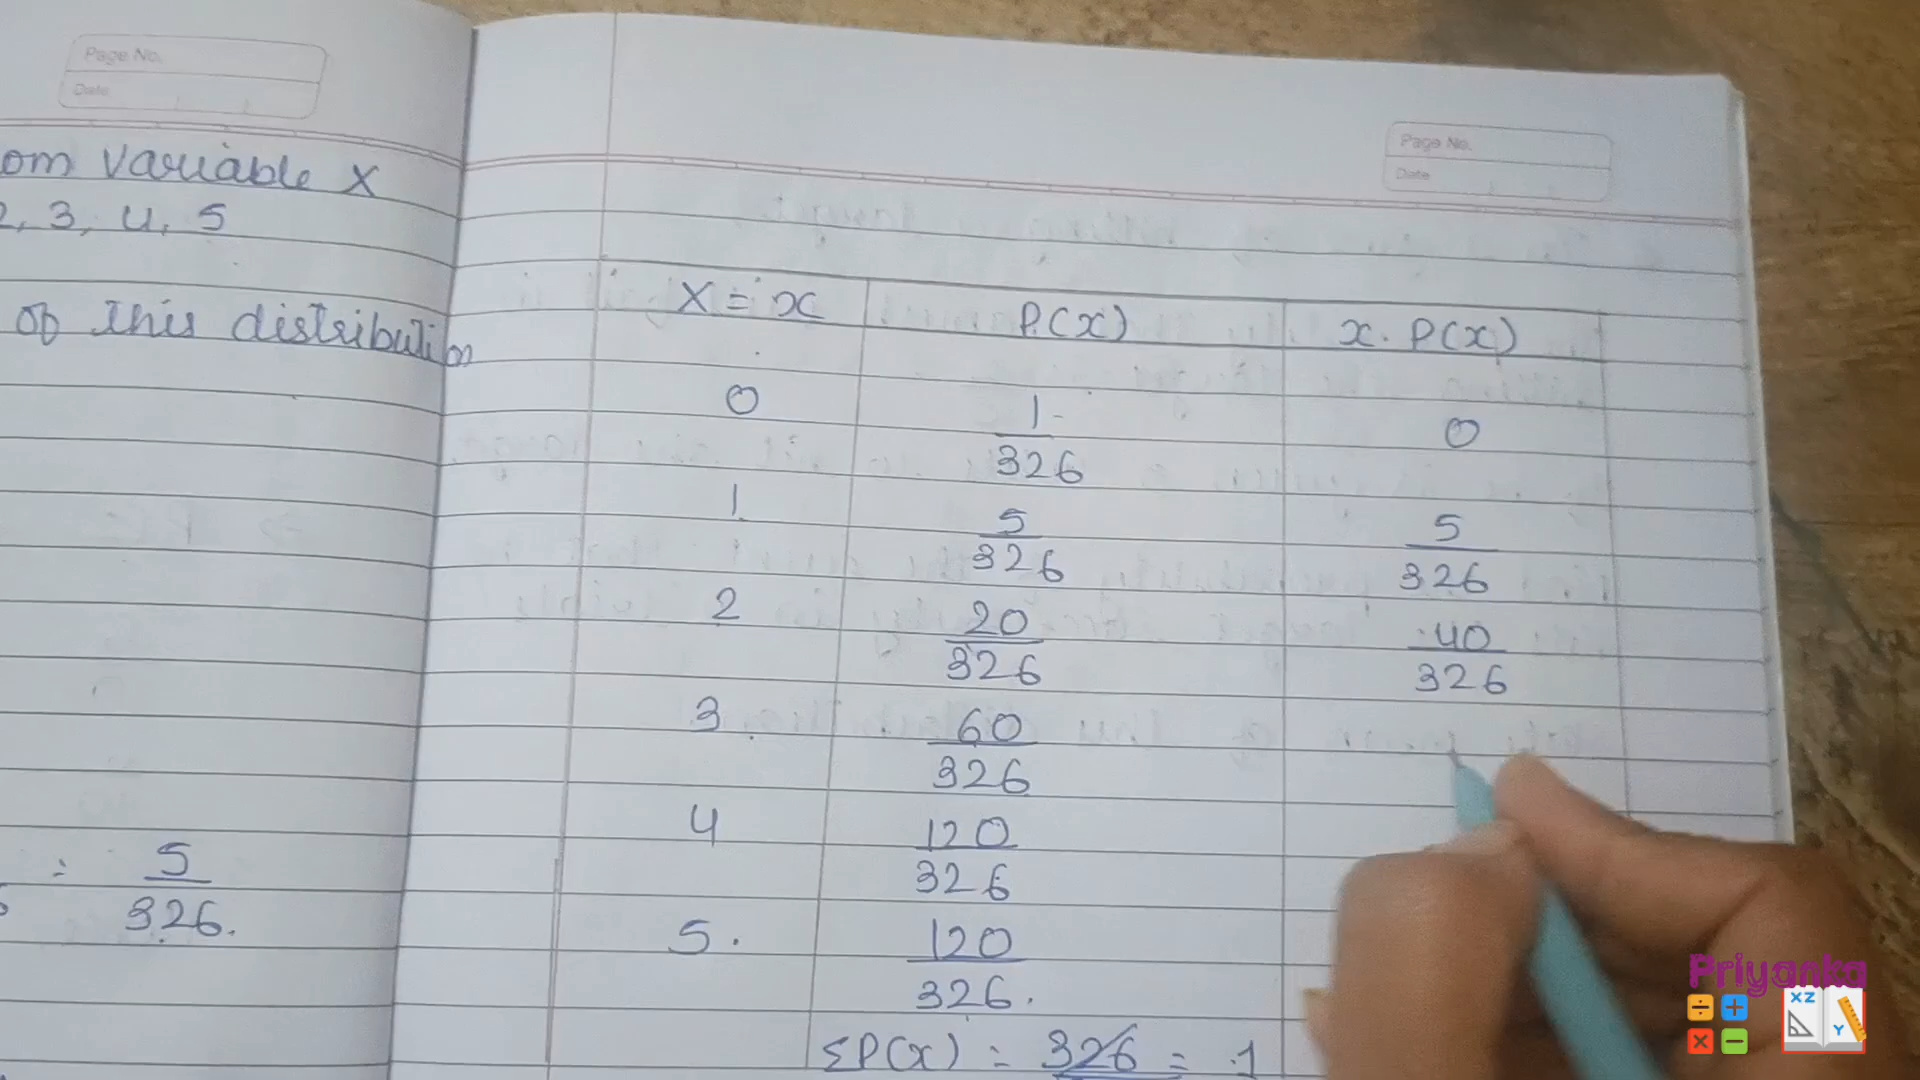 Page No.
Date
om variable X
2, 3, 4, 5
of this distribution
= 5/326.
Page No.
Date
X = x P(x) x. P(x)
0 1/326 0
1 5/326 5/326
2 20/326 40/326
3 60/326
4 120/326
5. 120/326.
ΣP(x) = 326 = 1
Priyanka
÷ +
× −
XZ
Y